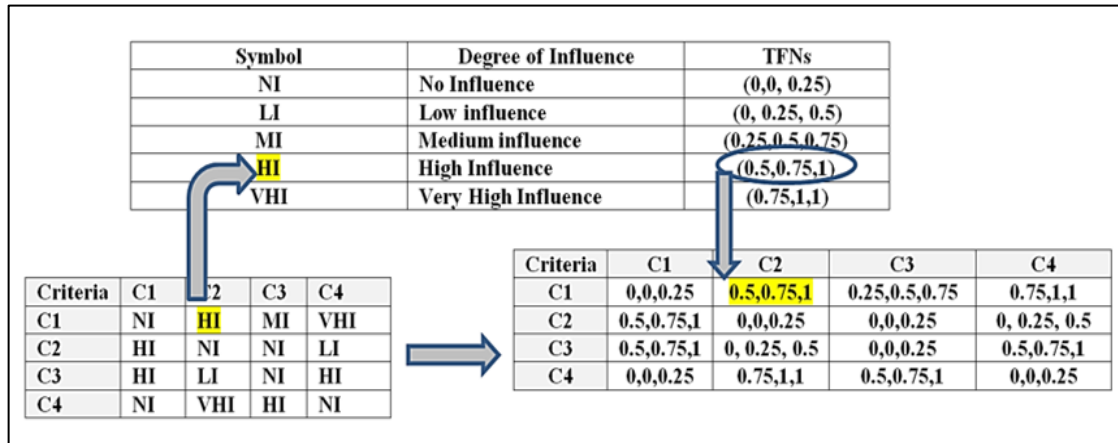 Symbol Degree of Influence TFNs
NI No Influence (0,0, 0.25)
LI Low influence (0, 0.25, 0.5)
MI Medium influence (0.25,0.5,0.75)
HI High Influence (0.5,0.75,1)
VHI Very High Influence (0.75,1,1)
Criteria C1 C2 C3 C4
C1 NI HI MI VHI
C2 HI NI NI LI
C3 HI LI NI HI
C4 NI VHI HI NI
Criteria C1 C2 C3 C4
C1 0,0,0.25 0.5,0.75,1 0.25,0.5,0.75 0.75,1,1
C2 0.5,0.75,1 0,0,0.25 0,0,0.25 0, 0.25, 0.5
C3 0.5,0.75,1 0, 0.25, 0.5 0,0,0.25 0.5,0.75,1
C4 0,0,0.25 0.75,1,1 0.5,0.75,1 0,0,0.25